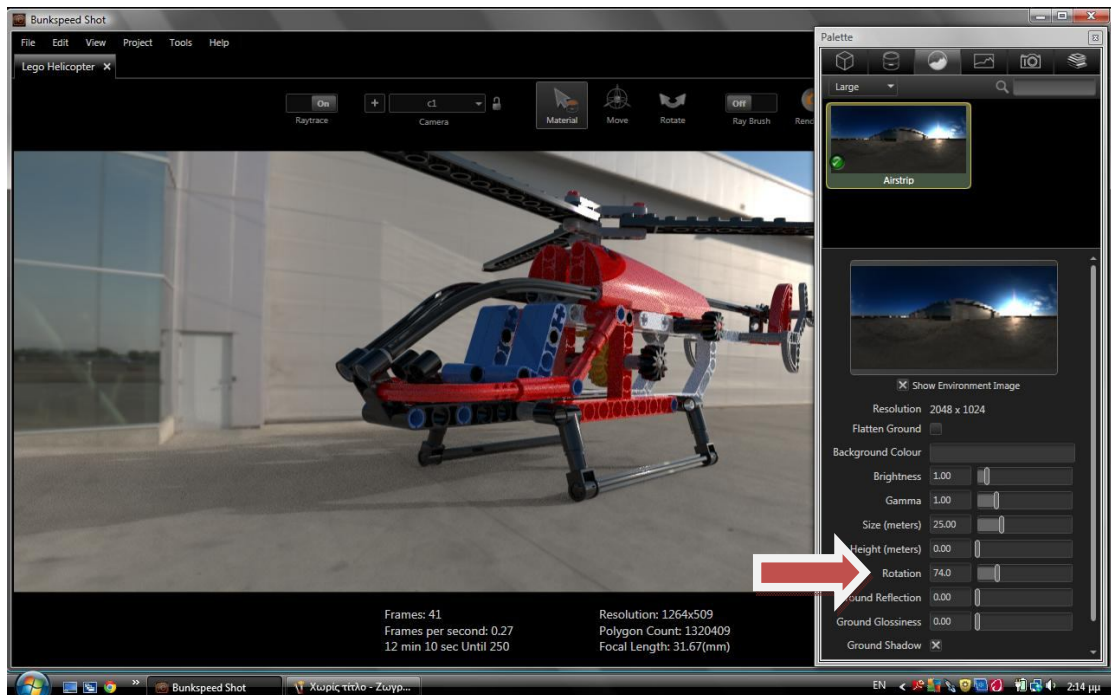 Bunkspeed Shot
File Edit View Project Tools Help
Lego Helicopter
On
Raytrace
c1
Camera
Material
Move
Rotate
Off
Ray Brush
Palette
Large
Airstrip
Show Environment Image
Resolution 2048 x 1024
Flatten Ground
Background Colour
Brightness 1.00
Gamma 1.00
Size (meters) 25.00
Height (meters) 0.00
Rotation 74.0
Reflection 0.00
Ground Glossiness 0.00
Ground Shadow
Frames: 41
Frames per second: 0.27
12 min 10 sec Until 250
Resolution: 1264x509
Polygon Count: 1320409
Focal Length: 31.67(mm)
Bunkspeed Shot
Χωρίς τίτλο - Ζωγρ...
EN
2:14 μμ